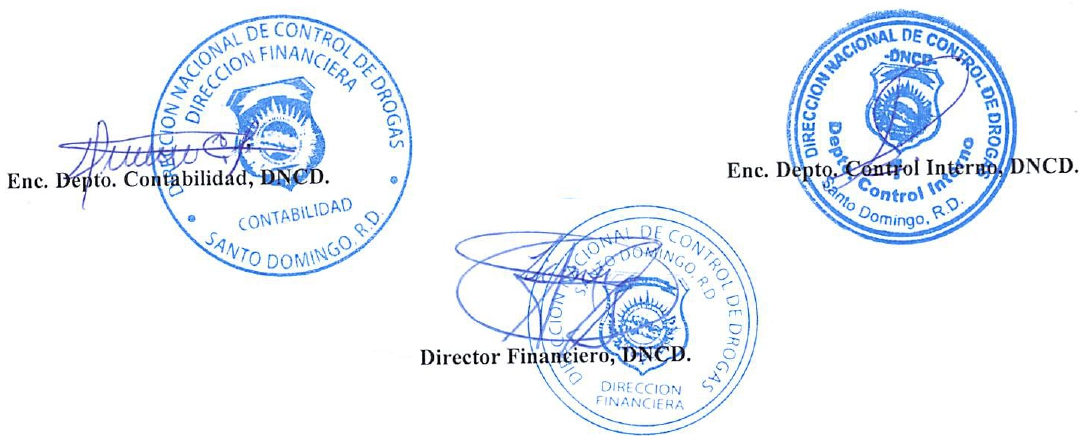 DIRECCION NACIONAL DE CONTROL DE DROGAS
DIRECCION FINANCIERA
CONTABILIDAD
SANTO DOMINGO, R.D.
Enc. Depto. Contabilidad, DNCD.
DIRECCION NACIONAL DE CONTROL DE DROGAS
-DNCD-
Depto. Control Interno
Santo Domingo, R.D.
Enc. Depto. Control Interno, DNCD.
DIRECCION NACIONAL DE CONTROL DE DROGAS
SANTO DOMINGO, R.D
DIRECCION
FINANCIERA
Director Financiero, DNCD.